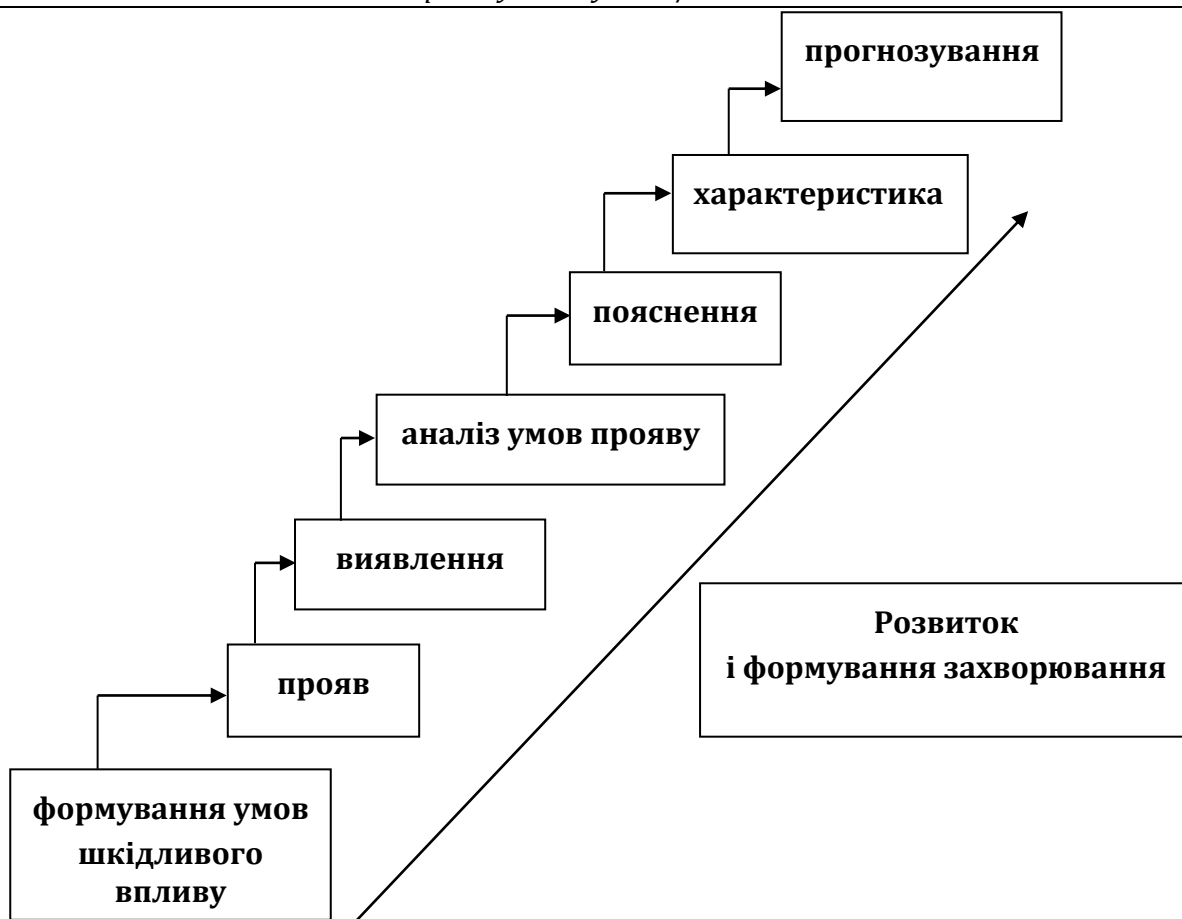 прогнозування
характеристика
пояснення
аналіз умов прояву
виявлення
прояв
формування умов
шкідливого
впливу
Розвиток
і формування захворювання